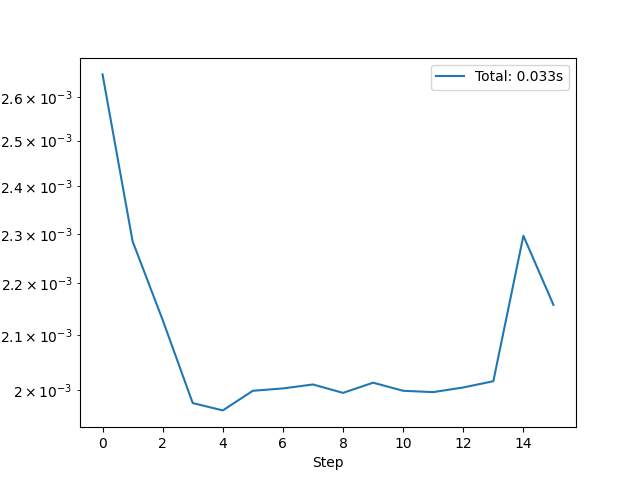 Total: 0.033s
2.6 × 10⁻³
2.5 × 10⁻³
2.4 × 10⁻³
2.3 × 10⁻³
2.2 × 10⁻³
2.1 × 10⁻³
2 × 10⁻³
0 2 4 6 8 10 12 14
Step